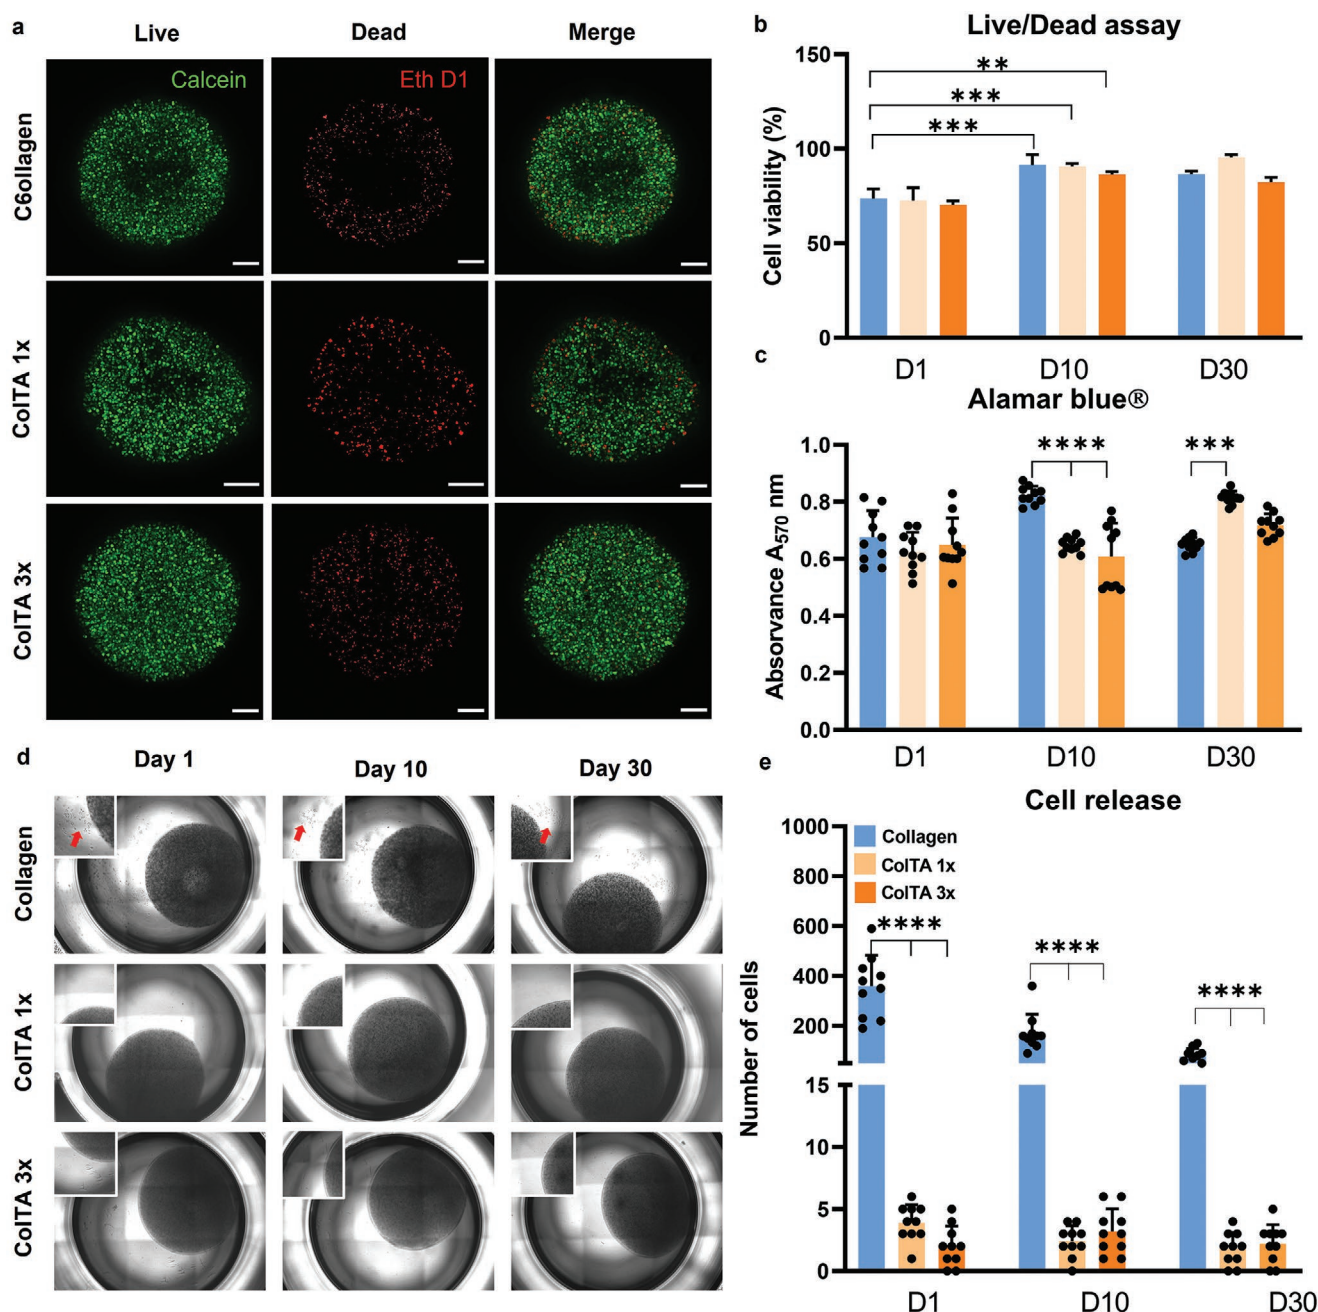 a
Live
Dead
Merge
C6ollagen
Calcein
Eth D1
ColTA 1x
ColTA 3x
b
Live/Dead assay
Cell viability (%)
150
100
50
0
**
***
***
D1
D10
D30
c
Alamar blue®
Absorvance A570 nm
1.0
0.8
0.6
0.4
0.2
0.0
****
***
D1
D10
D30
d
Day 1
Day 10
Day 30
Collagen
ColTA 1x
ColTA 3x
e
Cell release
Number of cells
1000
800
600
400
200
15
10
5
0
Collagen
ColTA 1x
ColTA 3x
****
****
****
D1
D10
D30